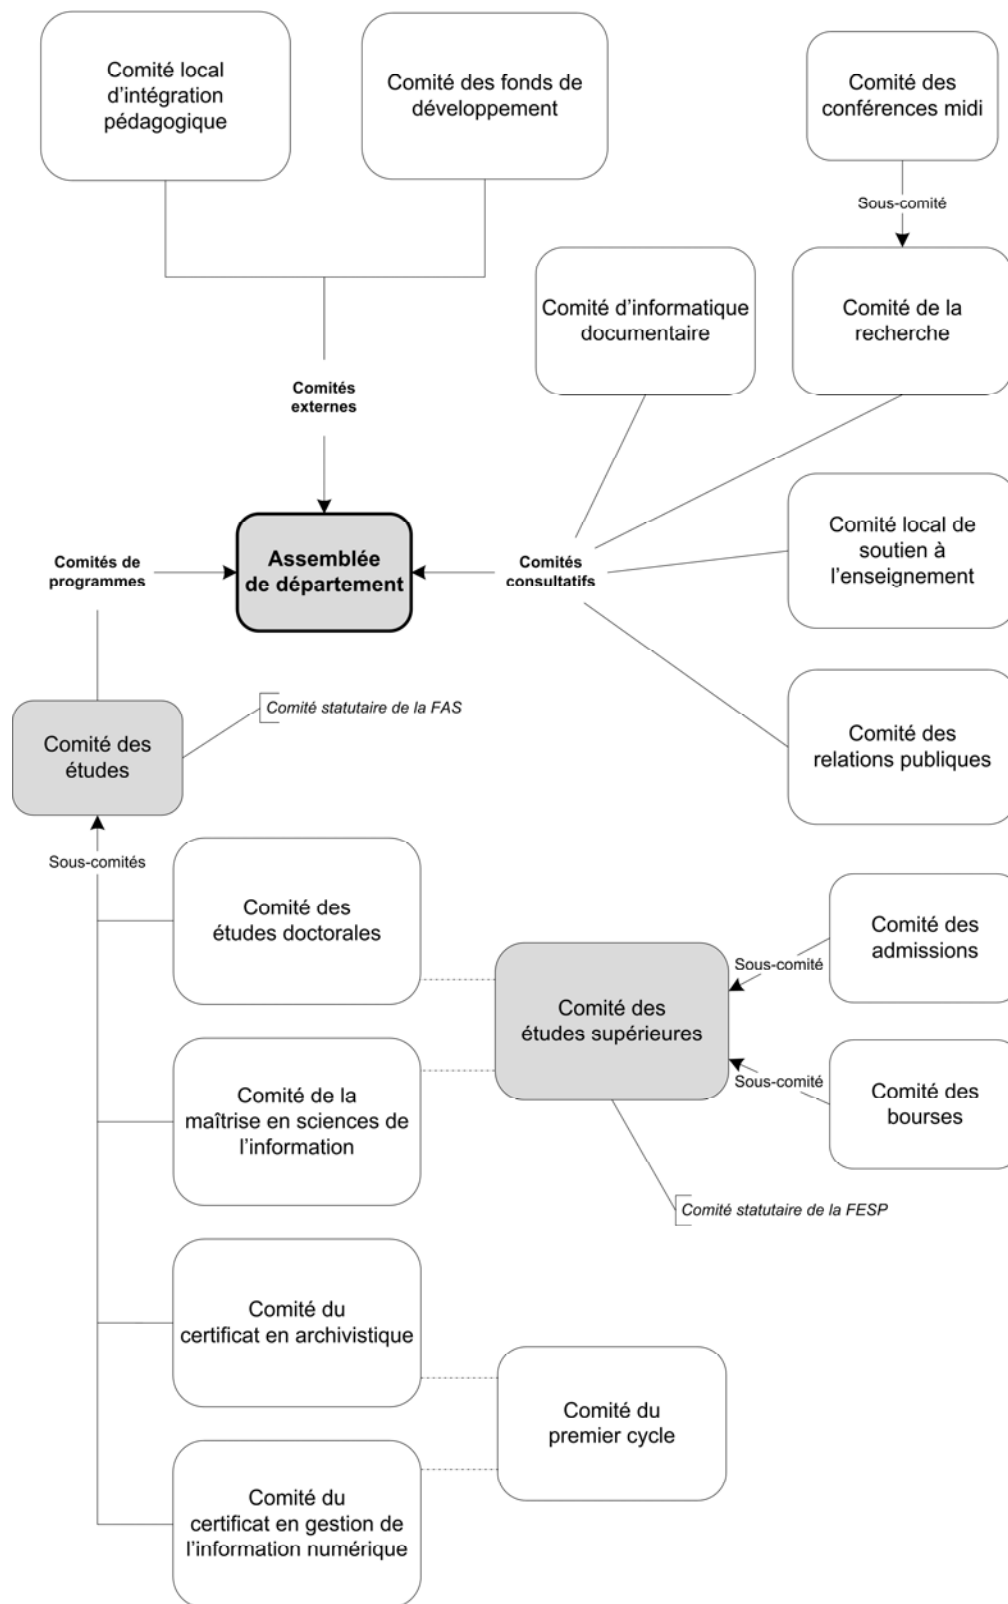 Comité local
d'intégration
pédagogique
Comité des fonds de
développement
Comité des
conférences midi
Sous-comité
Comité d'informatique
documentaire
Comité de la
recherche
Comités
externes
Comité local de
soutien à
l'enseignement
Comités de
programmes
Assemblée
de département
Comités
consultatifs
Comité des
relations publiques
Comité statutaire de la FAS
Comité des
études
Sous-comités
Comité des
études doctorales
Comité des
admissions
Sous-comité
Comité des
études supérieures
Sous-comité
Comité des
bourses
Comité de la
maîtrise en sciences de
l'information
Comité statutaire de la FESP
Comité du
certificat en archivistique
Comité du
premier cycle
Comité du
certificat en gestion de
l'information numérique